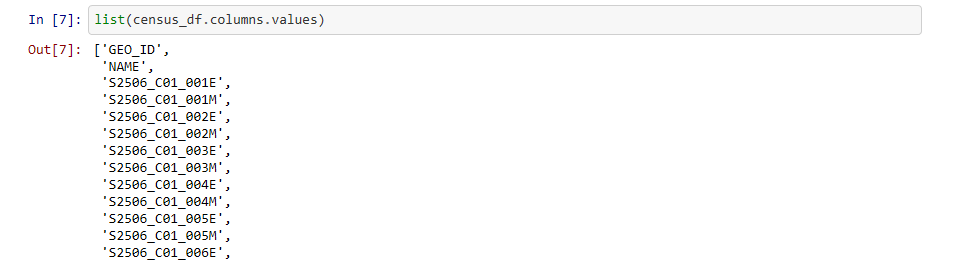 In [7]: list(census_df.columns.values)
Out[7]: ['GEO_ID',
'NAME',
'S2506_C01_001E',
'S2506_C01_001M',
'S2506_C01_002E',
'S2506_C01_002M',
'S2506_C01_003E',
'S2506_C01_003M',
'S2506_C01_004E',
'S2506_C01_004M',
'S2506_C01_005E',
'S2506_C01_005M',
'S2506_C01_006E',